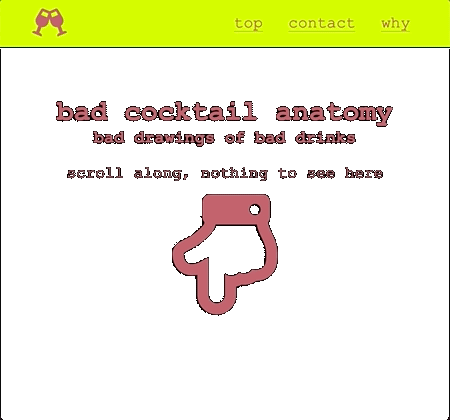 top contact why
bad cocktail anatomy
bad drawings of bad drinks
scroll along, nothing to see here